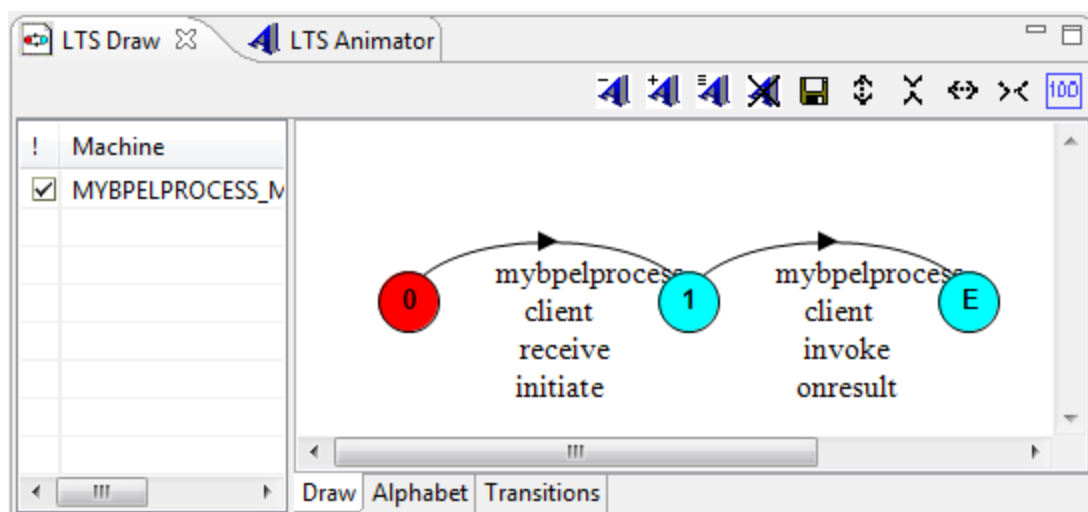 LTS Draw
LTS Animator
100
! Machine
MYBPELPROCESS_M
0
1
E
mybpelprocess
client
receive
initiate
mybpelprocess
client
invoke
onresult
Draw Alphabet Transitions